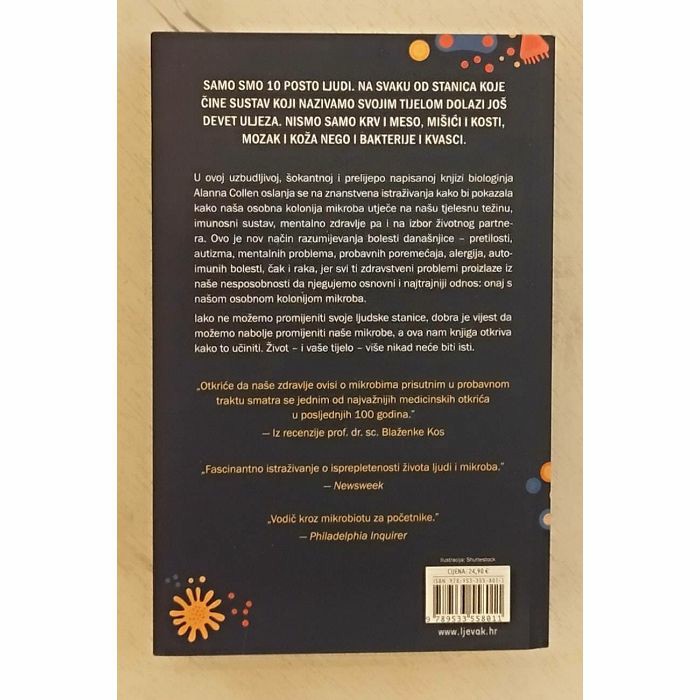 SAMO SMO 10 POSTO LJUDI. NA SVAKU OD STANICA KOJE
ČINE SUSTAV KOJI NAZIVAMO SVOJIM TIJELOM DOLAZI JOŠ
DEVET ULJEZA. NISMO SAMO KRV I MESO, MIŠIĆI I KOSTI,
MOZAK I KOŽA NEGO I BAKTERIJE I KVASCI.
U ovoj uzbudljivoj, šokantnoj i prelijepo napisanoj knjizi biologinja
Alanna Collen oslanja se na znanstvena istraživanja kako bi pokazala
kako naša osobna kolonija mikroba utječe na našu tjelesnu težinu,
imunosni sustav, mentalno zdravlje pa i na izbor životnog partne-
ra. Ovo je nov način razumijevanja bolesti današnjice – pretilosti,
autizma, mentalnih problema, probavnih poremećaja, alergija, auto-
imunih bolesti, čak i raka, jer svi ti zdravstveni problemi proizlaze iz
naše nesposobnosti da njegujemo osnovni i najtrajniji odnos: onaj s
našom osobnom kolonijom mikroba.
Iako ne možemo promijeniti svoje ljudske stanice, dobra je vijest da
možemo nabolje promijeniti naše mikrobe, a ova nam knjiga otkriva
kako to učiniti. Život – i vaše tijelo – više nikad neće biti isti.
„Otkriće da naše zdravlje ovisi o mikrobima prisutnim u probavnom
traktu smatra se jednim od najvažnijih medicinskih otkrića
u posljednjih 100 godina.”
— Iz recenzije prof. dr. sc. Blaženke Kos
„Fascinantno istraživanje o isprepletenosti života ljudi i mikroba.”
— Newsweek
„Vodič kroz mikrobiotu za početnike.”
— Philadelphia Inquirer
Ilustracija: Shutterstock
CIJENA: 24,90 €
ISBN 978-953-355-801-1
9 789533 558011
www.ljevak.hr